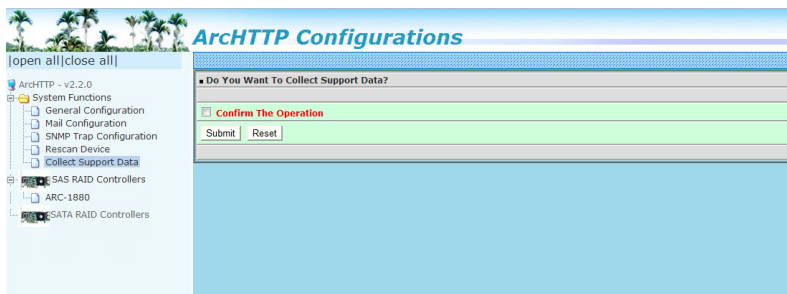 ArcHTTP Configurations
|open all|close all|
ArcHTTP - v2.2.0
System Functions
General Configuration
Mail Configuration
SNMP Trap Configuration
Rescan Device
Collect Support Data
SAS RAID Controllers
ARC-1880
SATA RAID Controllers
Do You Want To Collect Support Data?
Confirm The Operation
Submit Reset